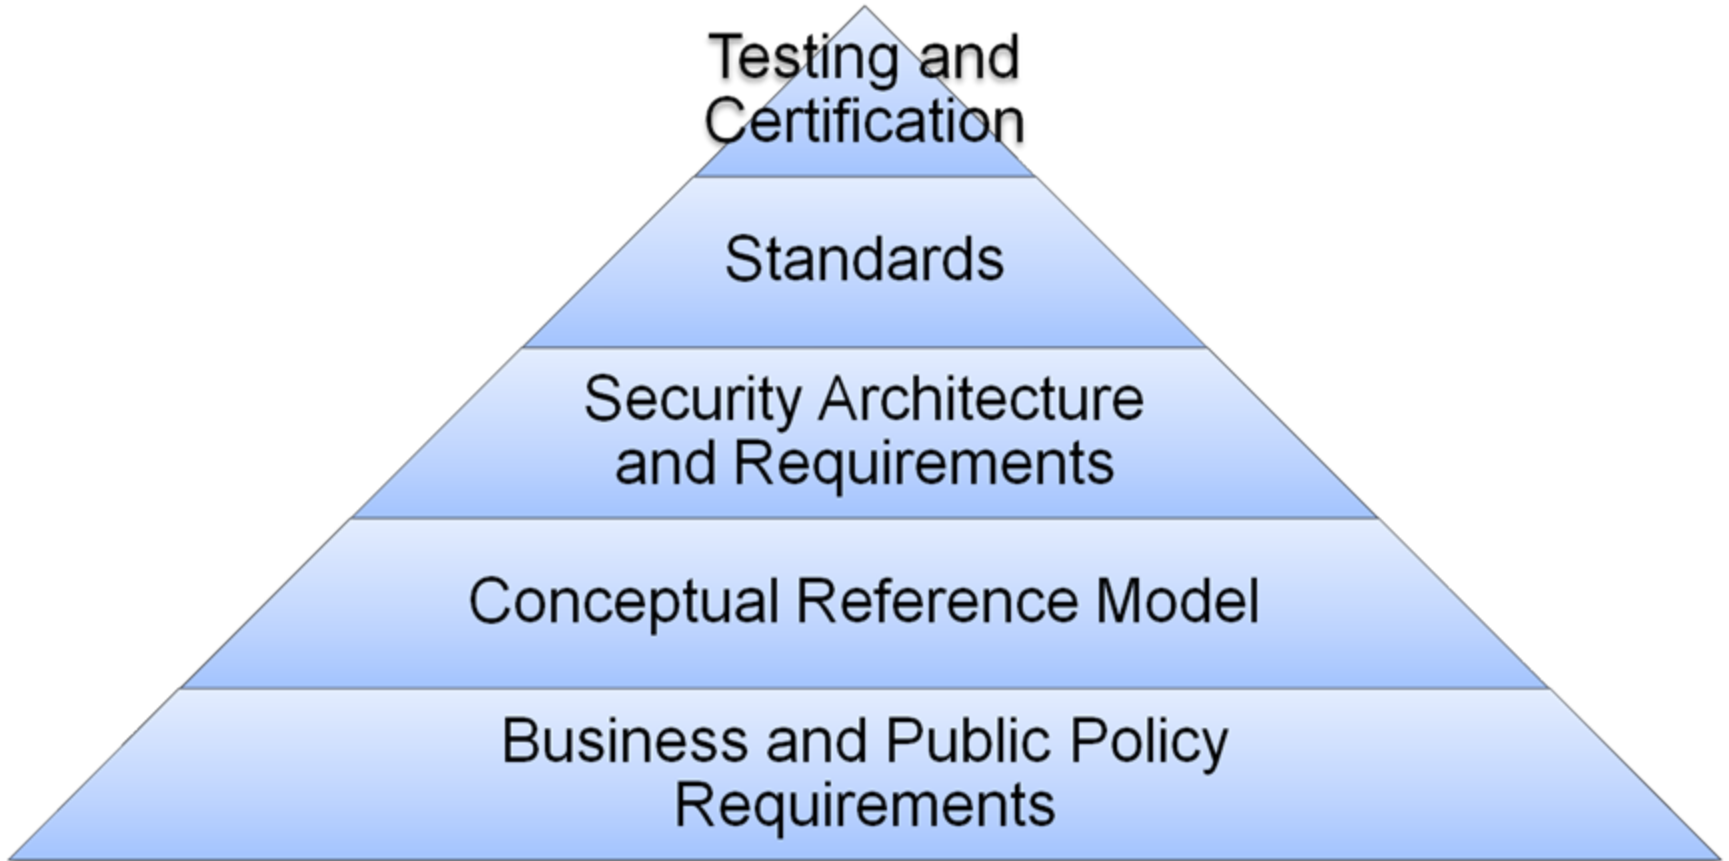 Testing and
Certification
Standards
Security Architecture
and Requirements
Conceptual Reference Model
Business and Public Policy
Requirements